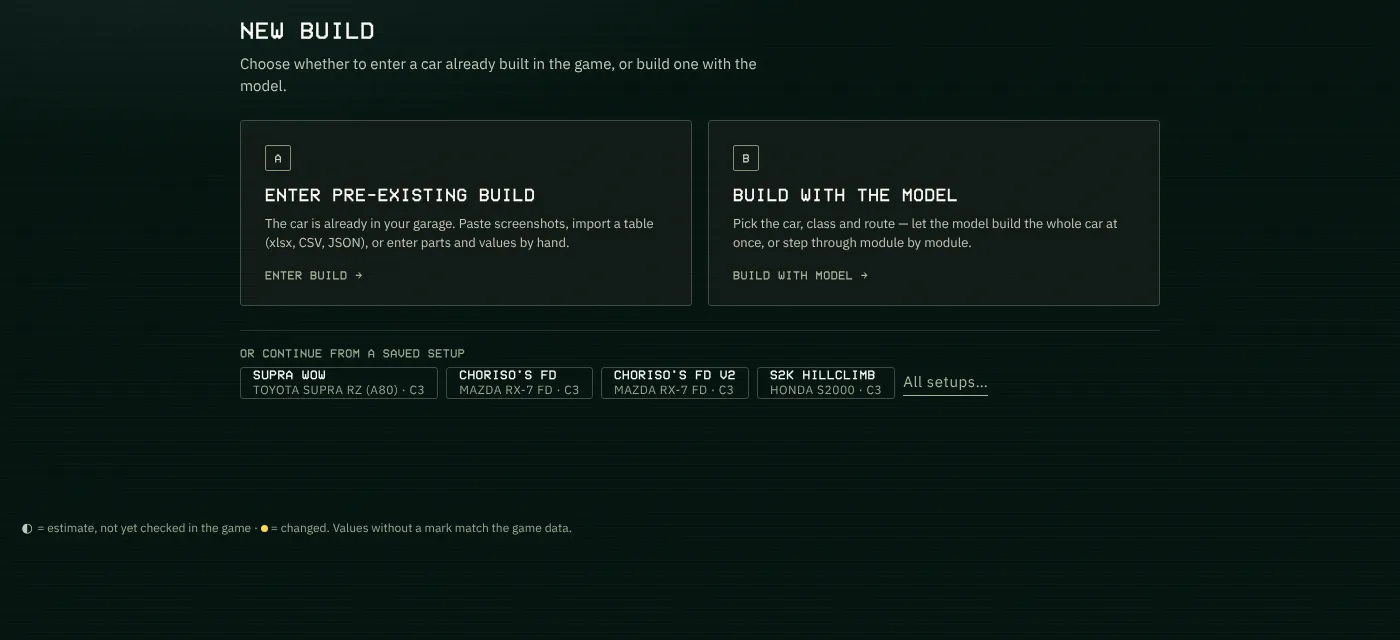 NEW BUILD
Choose whether to enter a car already built in the game, or build one with the
model.
A
ENTER PRE-EXISTING BUILD
The car is already in your garage. Paste screenshots, import a table
(xlsx, CSV, JSON), or enter parts and values by hand.
ENTER BUILD →
B
BUILD WITH THE MODEL
Pick the car, class and route — let the model build the whole car at
once, or step through module by module.
BUILD WITH MODEL →
OR CONTINUE FROM A SAVED SETUP
SUPRA WOW
TOYOTA SUPRA RZ (A80) · C3
CHORISO'S FD
MAZDA RX-7 FD · C3
CHORISO'S FD V2
MAZDA RX-7 FD · C3
S2K HILLCLIMB
HONDA S2000 · C3
All setups…
◐ = estimate, not yet checked in the game · ● = changed. Values without a mark match the game data.